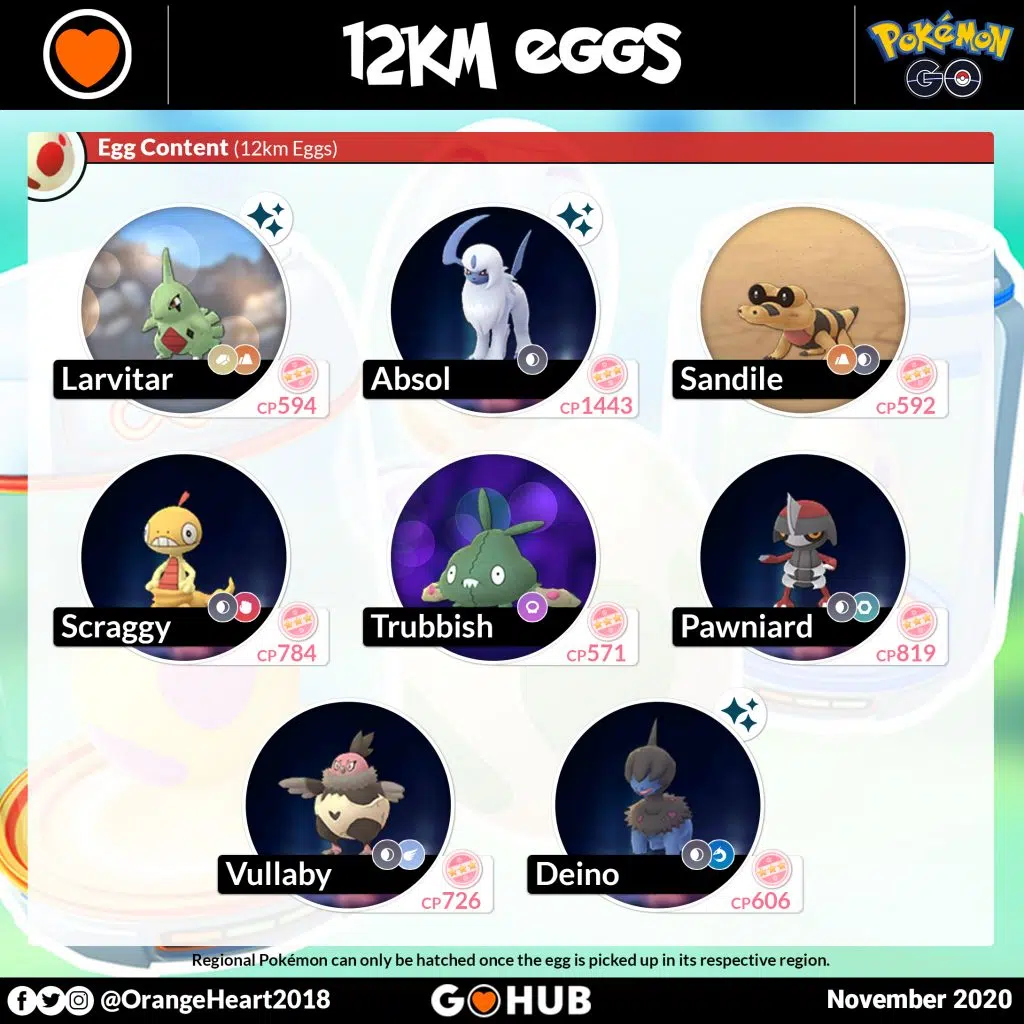 12KM EGGS
POKéMON
GO
Egg Content (12km Eggs)
Larvitar
CP594
Absol
CP1443
Sandile
CP592
Scraggy
CP784
Trubbish
CP571
Pawniard
CP819
Vullaby
CP726
Deino
CP606
Regional Pokémon can only be hatched once the egg is picked up in its respective region.
@OrangeHeart2018
GOHUB
November 2020